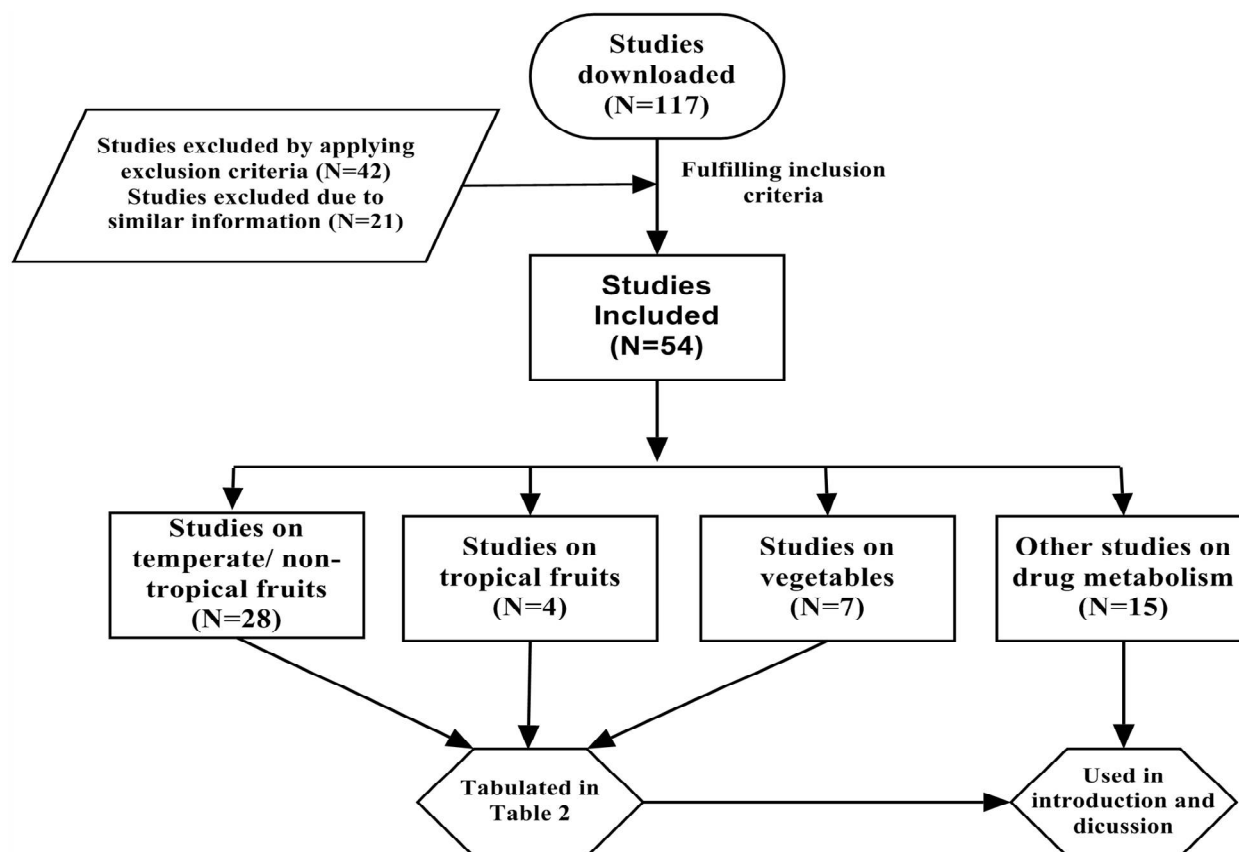 Studies
downloaded
(N=117)
Studies excluded by applying
exclusion criteria (N=42)
Studies excluded due to
similar information (N=21)
Fulfilling inclusion
criteria
Studies
Included
(N=54)
Studies on
temperate/ non-
tropical fruits
(N=28)
Studies on
tropical fruits
(N=4)
Studies on
vegetables
(N=7)
Other studies on
drug metabolism
(N=15)
Tabulated in
Table 2
Used in
introduction and
dicussion